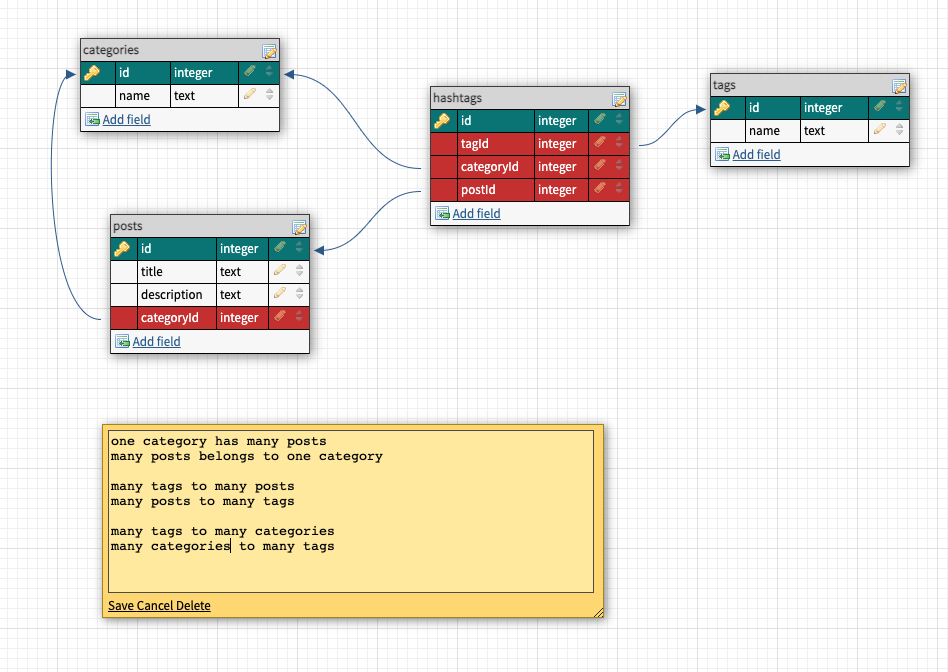 categories
id integer
name text
Add field
hashtags
id integer
tagId integer
categoryId integer
postId integer
Add field
tags
id integer
name text
Add field
posts
id integer
title text
description text
categoryId integer
Add field
one category has many posts
many posts belongs to one category
many tags to many posts
many posts to many tags
many tags to many categories
many categories to many tags
Save Cancel Delete